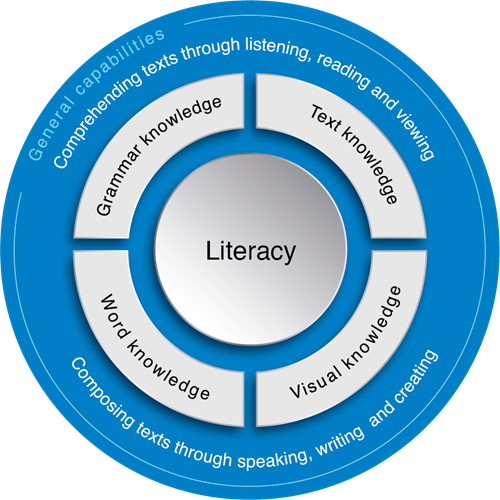 General capabilities
Comprehending texts through listening, reading and viewing
Grammar knowledge
Text knowledge
Literacy
Word knowledge
Visual knowledge
Composing texts through speaking, writing and creating